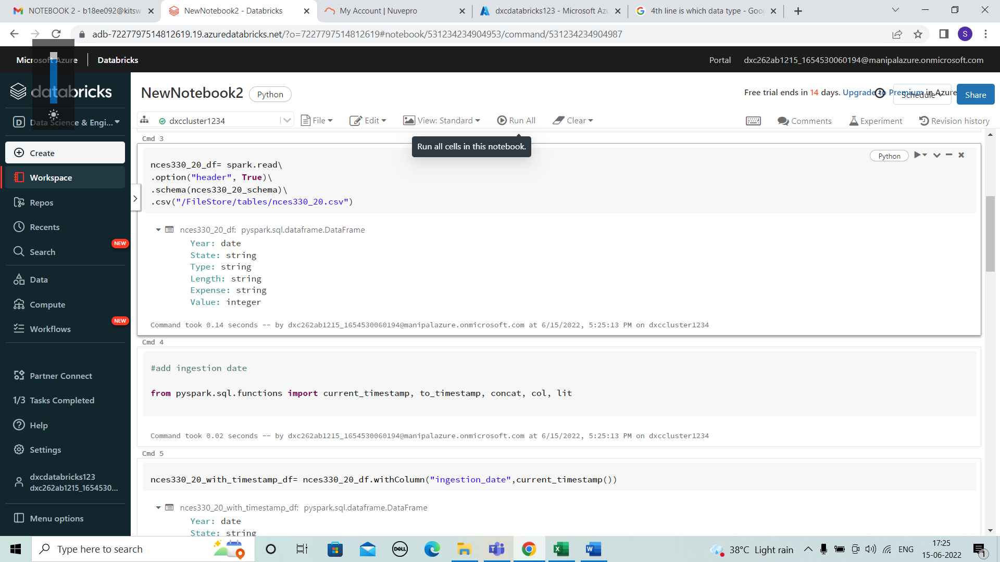 NOTEBOOK 2 - b18ee092@kitsw.
NewNotebook2 - Databricks
My Account | Nuvepro
dxcdatabricks123 - Microsoft Azu
4th line is which data type - Goo
adb-7227797514812619.19.azuredatabricks.net/?o=7227797514812619#notebook/531234234904953/command/531234234904987
S
Microsoft Azure
Databricks
Portal
dxc262ab1215_1654530060194@manipalazure.onmicrosoft.com
databricks
NewNotebook2
Python
Free trial ends in 14 days. Upgrade to Premium in Azure
Schedule
Share
D
Data Science & Engi...
dxccluster1234
File
Edit
View: Standard
Run All
Clear
Comments
Experiment
Revision history
Run all cells in this notebook.
Create
Workspace
Repos
Recents
NEW
Search
Data
Compute
NEW
Workflows
Partner Connect
1/3 Tasks Completed
Help
Settings
dxcdatabricks123
dxc262ab1215_1654530...
Menu options
Cmd 3
Python
nces330_20_df= spark.read\
.option("header", True)\
.schema(nces330_20_schema)\
.csv("/FileStore/tables/nces330_20.csv")
nces330_20_df: pyspark.sql.dataframe.DataFrame
Year: date
State: string
Type: string
Length: string
Expense: string
Value: integer
Command took 0.14 seconds -- by dxc262ab1215_1654530060194@manipalazure.onmicrosoft.com at 6/15/2022, 5:25:13 PM on dxccluster1234
Cmd 4
#add ingestion date
from pyspark.sql.functions import current_timestamp, to_timestamp, concat, col, lit
Command took 0.02 seconds -- by dxc262ab1215_1654530060194@manipalazure.onmicrosoft.com at 6/15/2022, 5:25:13 PM on dxccluster1234
Cmd 5
nces330_20_with_timestamp_df= nces330_20_df.withColumn("ingestion_date",current_timestamp())
nces330_20_with_timestamp_df: pyspark.sql.dataframe.DataFrame
Year: date
State: string
Type here to search
DELL
38°C Light rain
ENG
17:25
15-06-2022
1